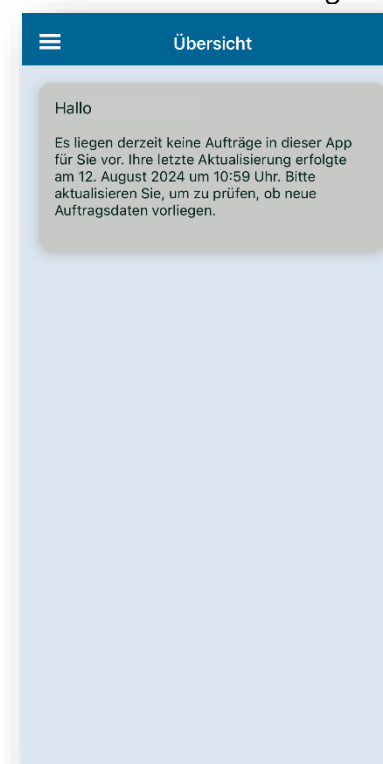 Übersicht
Hallo
Es liegen derzeit keine Aufträge in dieser App
für Sie vor. Ihre letzte Aktualisierung erfolgte
am 12. August 2024 um 10:59 Uhr. Bitte
aktualisieren Sie, um zu prüfen, ob neue
Auftragsdaten vorliegen.